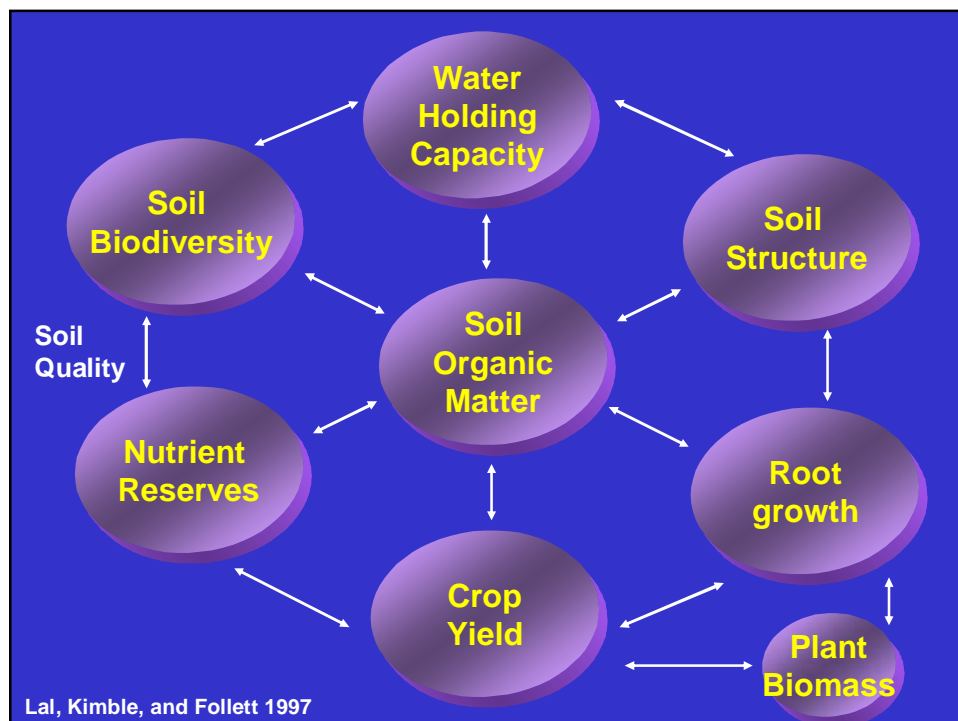 Water
Holding
Capacity
Soil
Biodiversity
Soil
Structure
Soil
Quality
Soil
Organic
Matter
Nutrient
Reserves
Root
growth
Crop
Yield
Plant
Biomass
Lal, Kimble, and Follett 1997